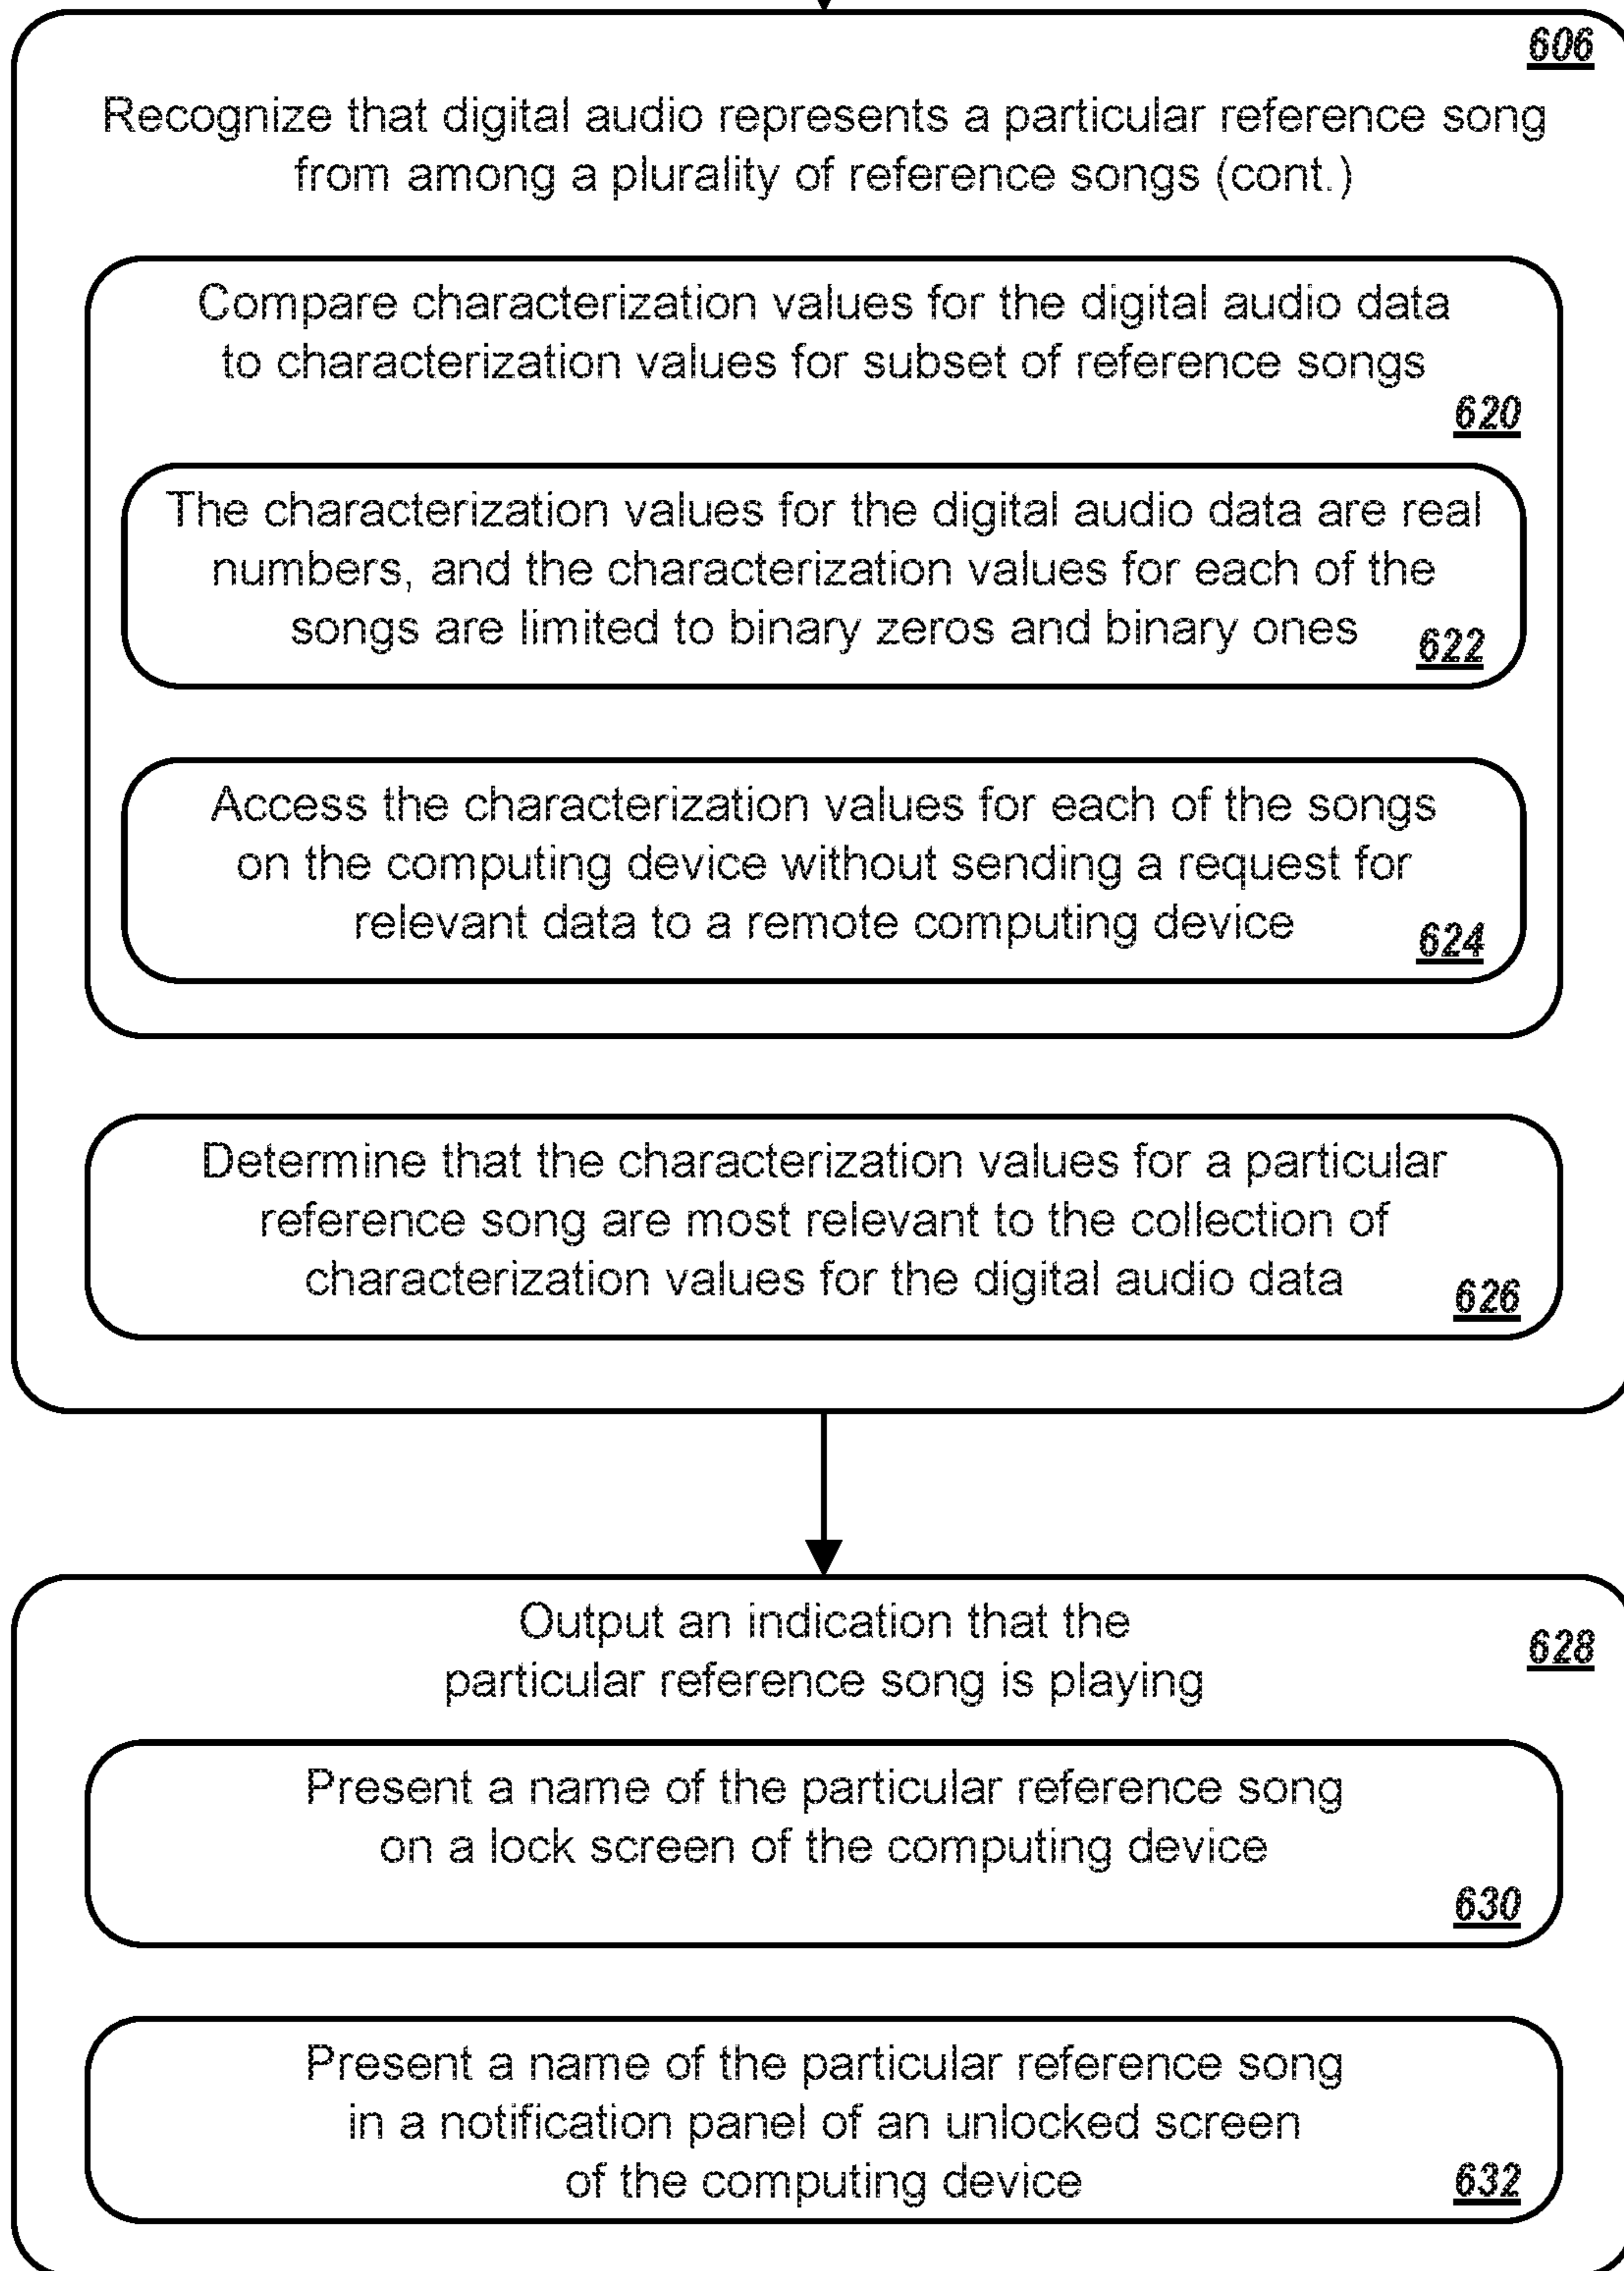 606
Recognize that digital audio represents a particular reference song
from among a plurality of reference songs (cont.)
Compare characterization values for the digital audio data
to characterization values for subset of reference songs
620
The characterization values for the digital audio data are real
numbers, and the characterization values for each of the
songs are limited to binary zeros and binary ones
622
Access the characterization values for each of the songs
on the computing device without sending a request for
relevant data to a remote computing device
624
Determine that the characterization values for a particular
reference song are most relevant to the collection of
characterization values for the digital audio data
626
Output an indication that the
particular reference song is playing
628
Present a name of the particular reference song
on a lock screen of the computing device
630
Present a name of the particular reference song
in a notification panel of an unlocked screen
of the computing device
632